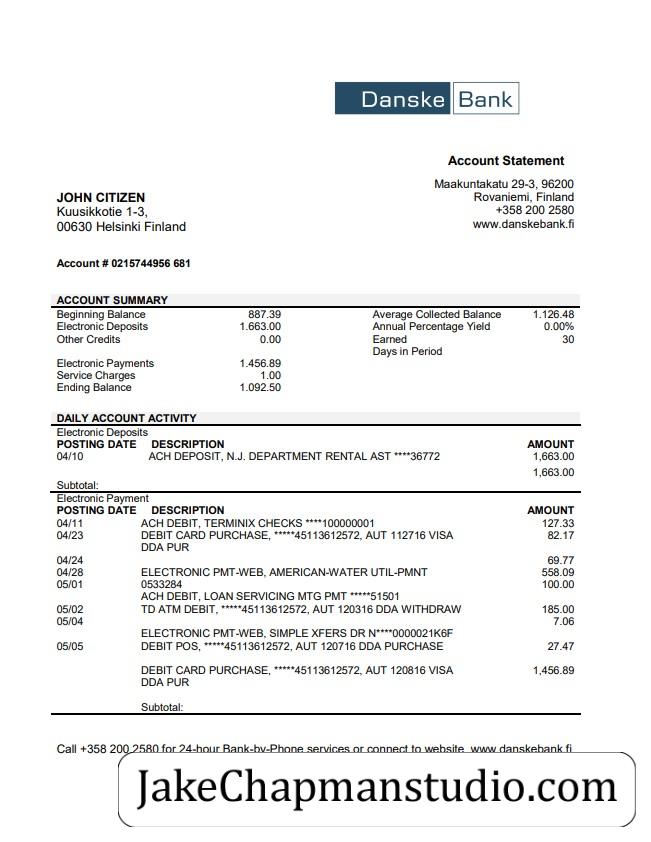 Danske Bank
Account Statement
Maakuntakatu 29-3, 96200
Rovaniemi, Finland
+358 200 2580
www.danskebank.fi
JOHN CITIZEN
Kuusikkotie 1-3,
00630 Helsinki Finland
Account # 0215744956 681
ACCOUNT SUMMARY
Beginning Balance 887.39 Average Collected Balance 1.126.48
Electronic Deposits 1.663.00 Annual Percentage Yield 0.00%
Other Credits 0.00 Earned 30
Days in Period
Electronic Payments 1.456.89
Service Charges 1.00
Ending Balance 1.092.50
DAILY ACCOUNT ACTIVITY
Electronic Deposits
POSTING DATE DESCRIPTION AMOUNT
04/10 ACH DEPOSIT, N.J. DEPARTMENT RENTAL AST ****36772 1,663.00
1,663.00
Subtotal:
Electronic Payment
POSTING DATE DESCRIPTION AMOUNT
04/11 ACH DEBIT, TERMINIX CHECKS ****100000001 127.33
04/23 DEBIT CARD PURCHASE, *****45113612572, AUT 112716 VISA 82.17
DDA PUR
04/24 69.77
04/28 ELECTRONIC PMT-WEB, AMERICAN-WATER UTIL-PMNT 558.09
05/01 0533284 100.00
ACH DEBIT, LOAN SERVICING MTG PMT *****51501
05/02 TD ATM DEBIT, *****45113612572, AUT 120316 DDA WITHDRAW 185.00
05/04 7.06
ELECTRONIC PMT-WEB, SIMPLE XFERS DR N****0000021K6F
05/05 DEBIT POS, *****45113612572, AUT 120716 DDA PURCHASE 27.47
DEBIT CARD PURCHASE, *****45113612572, AUT 120816 VISA 1,456.89
DDA PUR
Subtotal:
Call +358 200 2580 for 24-hour Bank-by-Phone services or connect to website www.danskebank.fi
JakeChapmanstudio.com